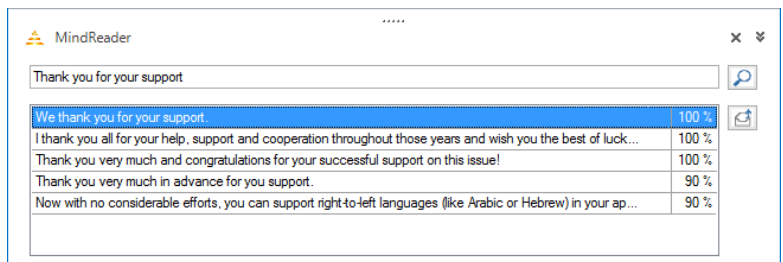 MindReader
Thank you for your support
We thank you for your support. 100 %
I thank you all for your help, support and cooperation throughout those years and wish you the best of luck... 100 %
Thank you very much and congratulations for your successful support on this issue! 100 %
Thank you very much in advance for you support. 90 %
Now with no considerable efforts, you can support right-to-left languages (like Arabic or Hebrew) in your ap... 90 %